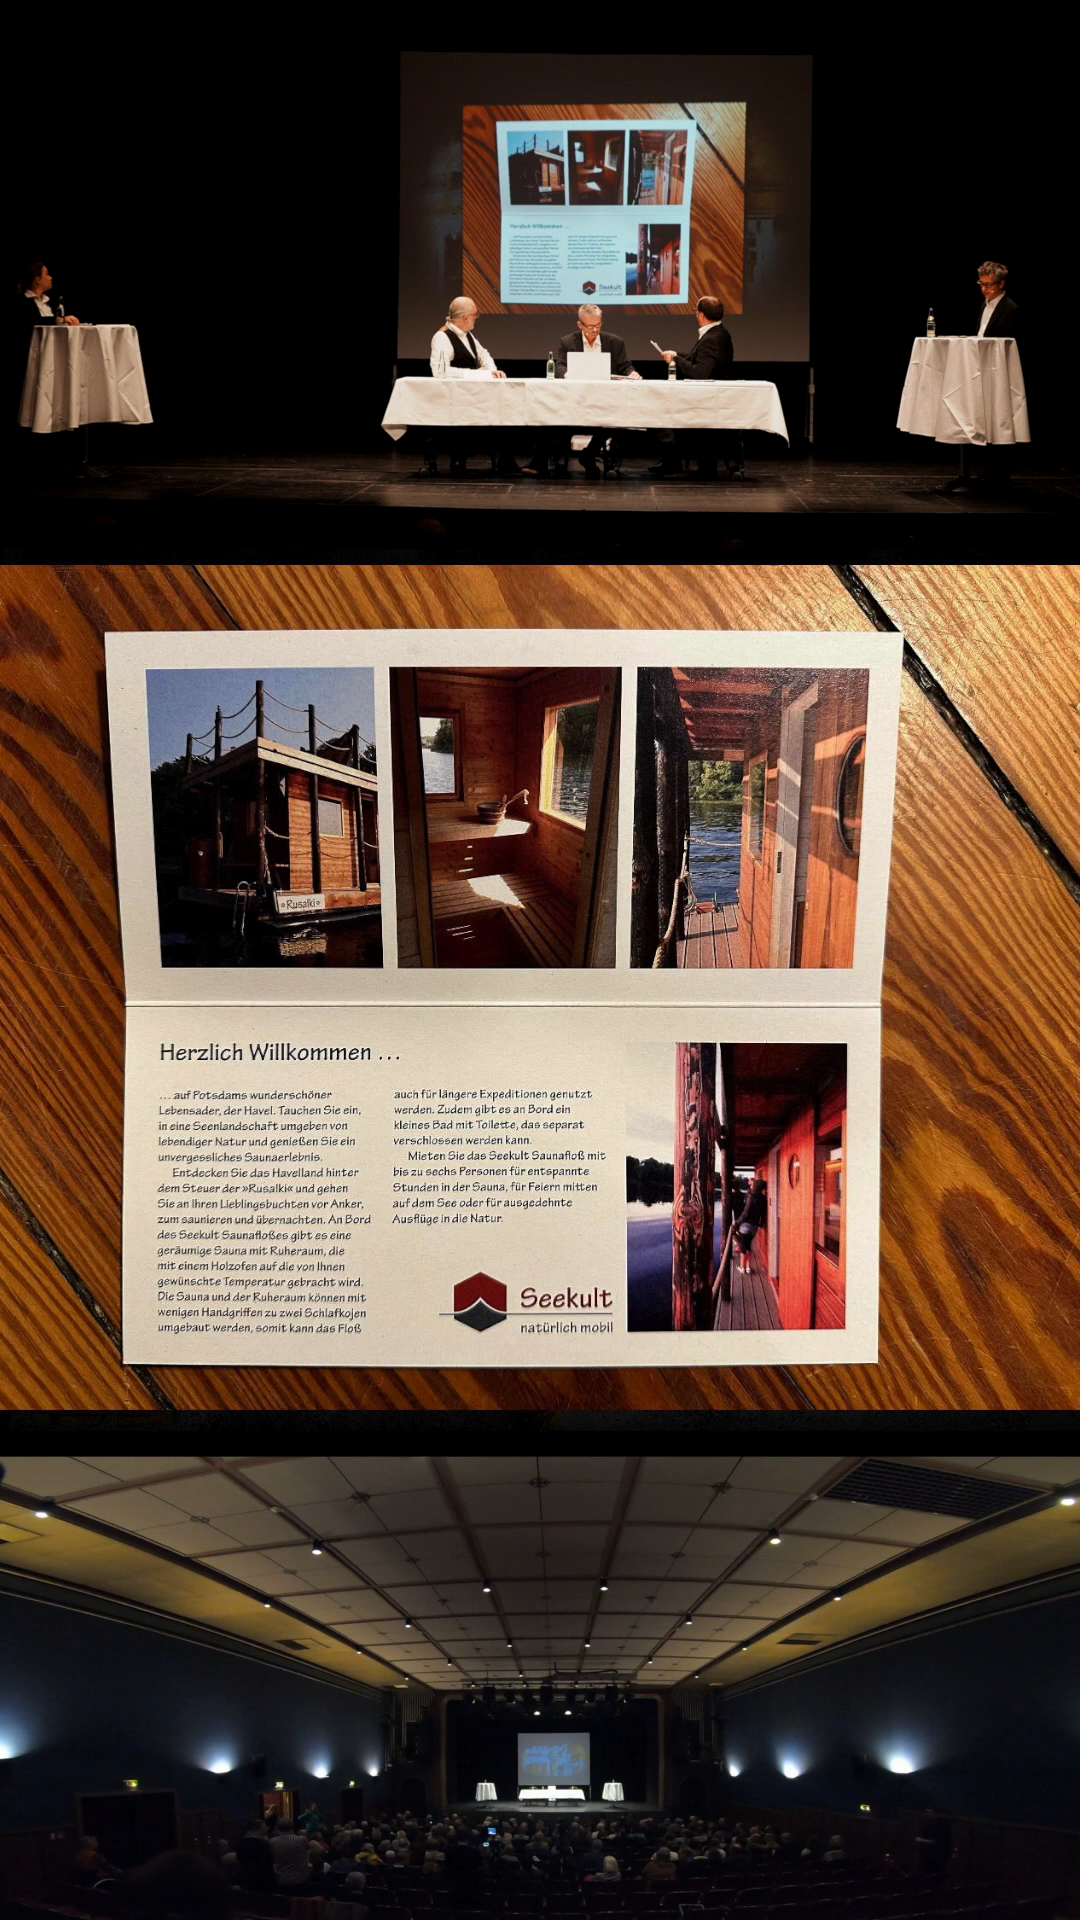 Herzlich Willkommen ...
Seekult
◦Rusalki◦
Herzlich Willkommen ...
... auf Potsdams wunderschöner
Lebensader, der Havel. Tauchen Sie ein,
in eine Seenlandschaft umgeben von
lebendiger Natur und genießen Sie ein
unvergessliches Saunaerlebnis.
Entdecken Sie das Havelland hinter
dem Steuer der »Rusalki« und gehen
Sie an Ihren Lieblingsbuchten vor Anker,
zum saunieren und übernachten. An Bord
des Seekult Saunafloßes gibt es eine
geräumige Sauna mit Ruheraum, die
mit einem Holzofen auf die von Ihnen
gewünschte Temperatur gebracht wird.
Die Sauna und der Ruheraum können mit
wenigen Handgriffen zu zwei Schlafkojen
umgebaut werden, somit kann das Floß
auch für längere Expeditionen genutzt
werden. Zudem gibt es an Bord ein
kleines Bad mit Toilette, das separat
verschlossen werden kann.
Mieten Sie das Seekult Saunafloß mit
bis zu sechs Personen für entspannte
Stunden in der Sauna, für Feiern mitten
auf dem See oder für ausgedehnte
Ausflüge in die Natur.
Seekult
natürlich mobil